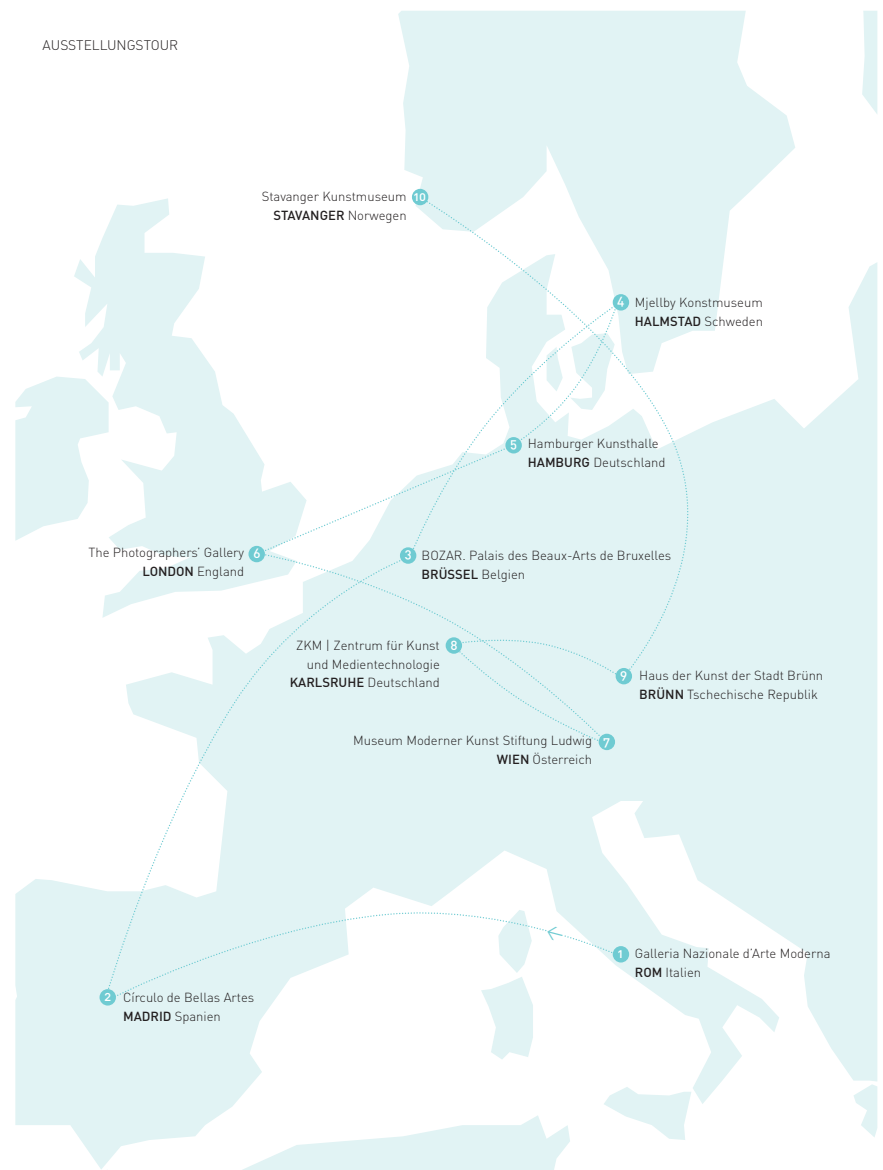 AUSSTELLUNGSTOUR
Stavanger Kunstmuseum 10
STAVANGER Norwegen
4 Mjellby Konstmuseum
HALMSTAD Schweden
5 Hamburger Kunsthalle
HAMBURG Deutschland
The Photographers' Gallery 6
LONDON England
3 BOZAR. Palais des Beaux-Arts de Bruxelles
BRÜSSEL Belgien
ZKM | Zentrum für Kunst 8
und Medientechnologie
KARLSRUHE Deutschland
9 Haus der Kunst der Stadt Brünn
BRÜNN Tschechische Republik
Museum Moderner Kunst Stiftung Ludwig 7
WIEN Österreich
1 Galleria Nazionale d'Arte Moderna
ROM Italien
2 Círculo de Bellas Artes
MADRID Spanien